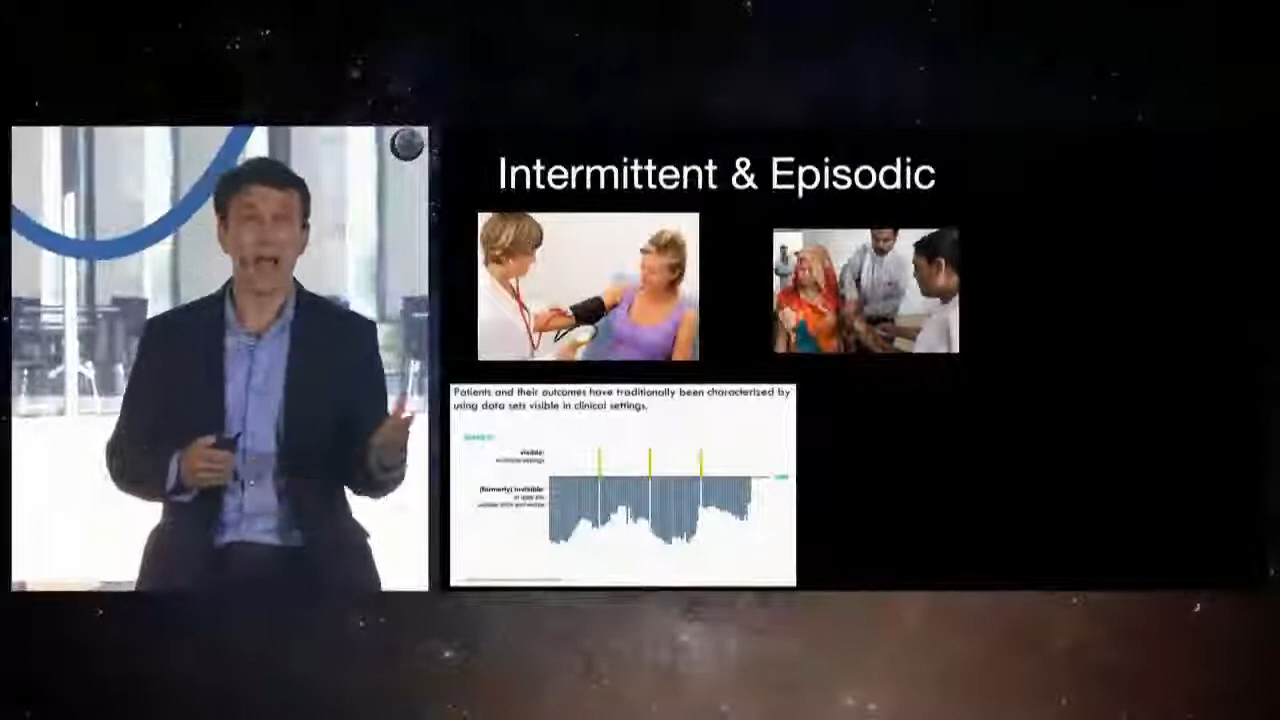 Intermittent & Episodic
Patients and their outcomes have traditionally been characterized by
using data sets visible in clinical settings.
visible:
(formerly) invisible: